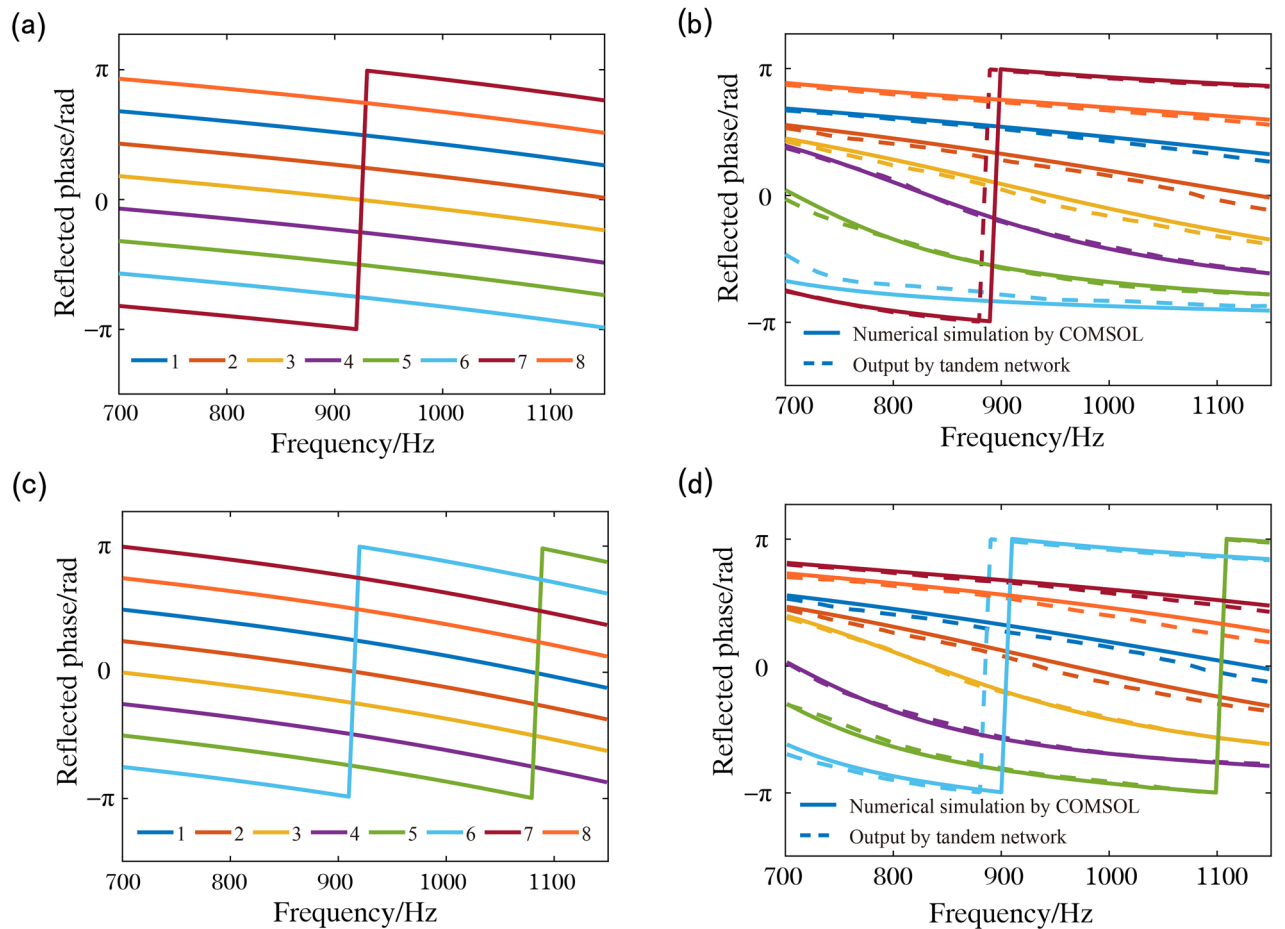 (a)
Reflected phase/rad
π
0
−π
1 2 3 4 5 6 7 8
700 800 900 1000 1100
Frequency/Hz
(b)
Reflected phase/rad
π
0
−π
Numerical simulation by COMSOL
Output by tandem network
700 800 900 1000 1100
Frequency/Hz
(c)
Reflected phase/rad
π
0
−π
1 2 3 4 5 6 7 8
700 800 900 1000 1100
Frequency/Hz
(d)
Reflected phase/rad
π
0
−π
Numerical simulation by COMSOL
Output by tandem network
700 800 900 1000 1100
Frequency/Hz